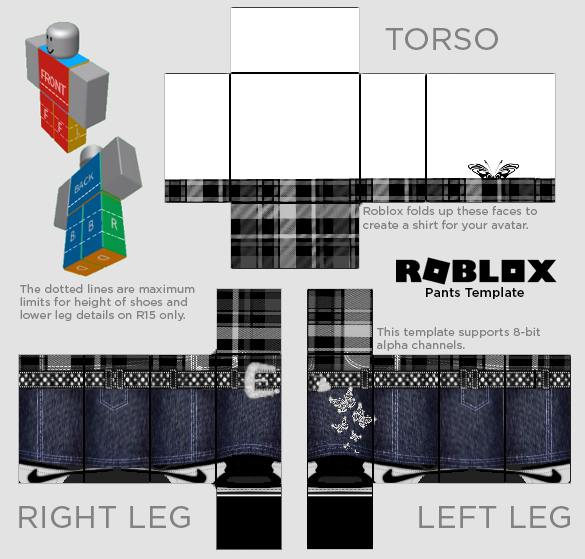 TORSO
FRONT
F F L
BACK
B B R
Roblox folds up these faces to
create a shirt for your avatar.
ROBLOX
Pants Template
The dotted lines are maximum
limits for height of shoes and
lower leg details on R15 only.
This template supports 8-bit
alpha channels.
RIGHT LEG
LEFT LEG